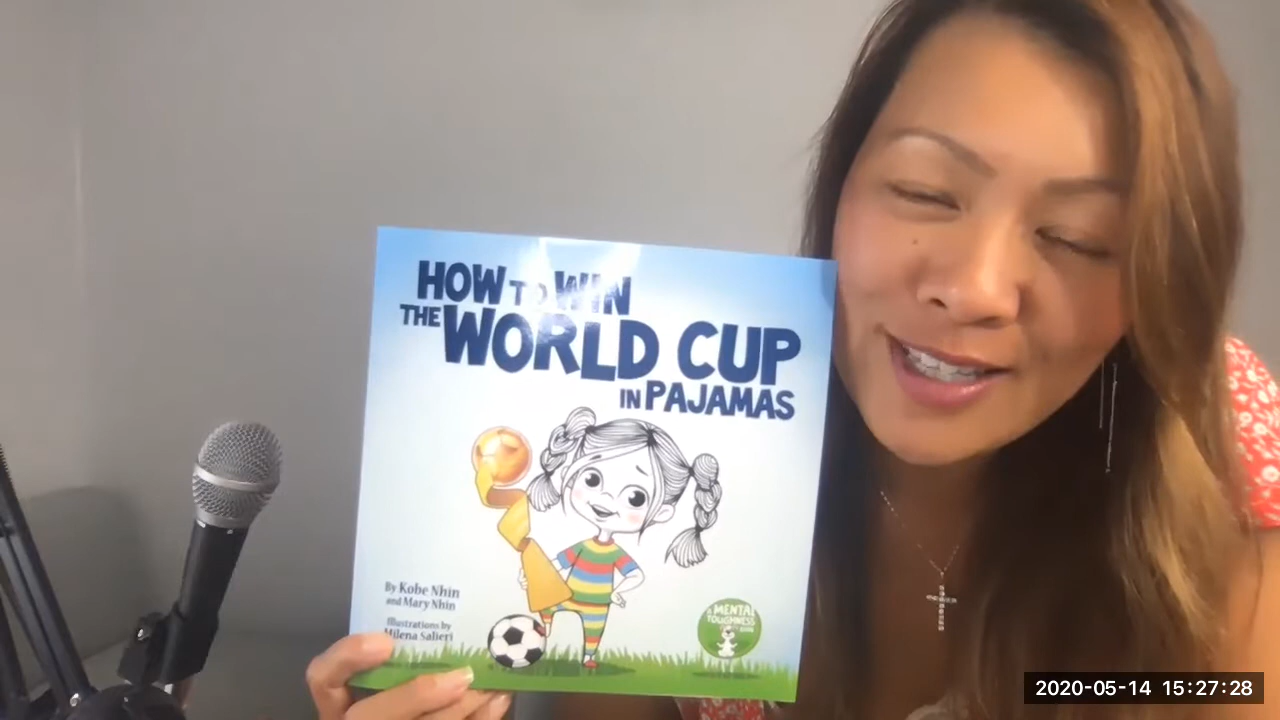 HOW TO WIN
THE WORLD CUP
IN PAJAMAS
By Kobe Nhin
and Mary Nhin
Illustrations by
Milena Salieri
A MENTAL
TOUGHNESS
BOOK
2020-05-14 15:27:28